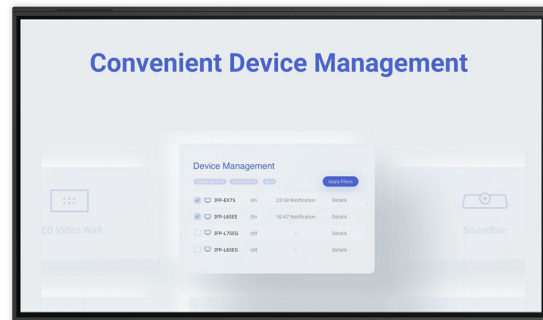 Convenient Device Management
Device Management
Apply Filters
IFP-EX75 On 23:59 Notification Details
IFP-L65EE On 16:47 Notification Details
IFP-L75EG Off - Details
IFP-L65EG Off - Details
ED Video Wall
Soundbar